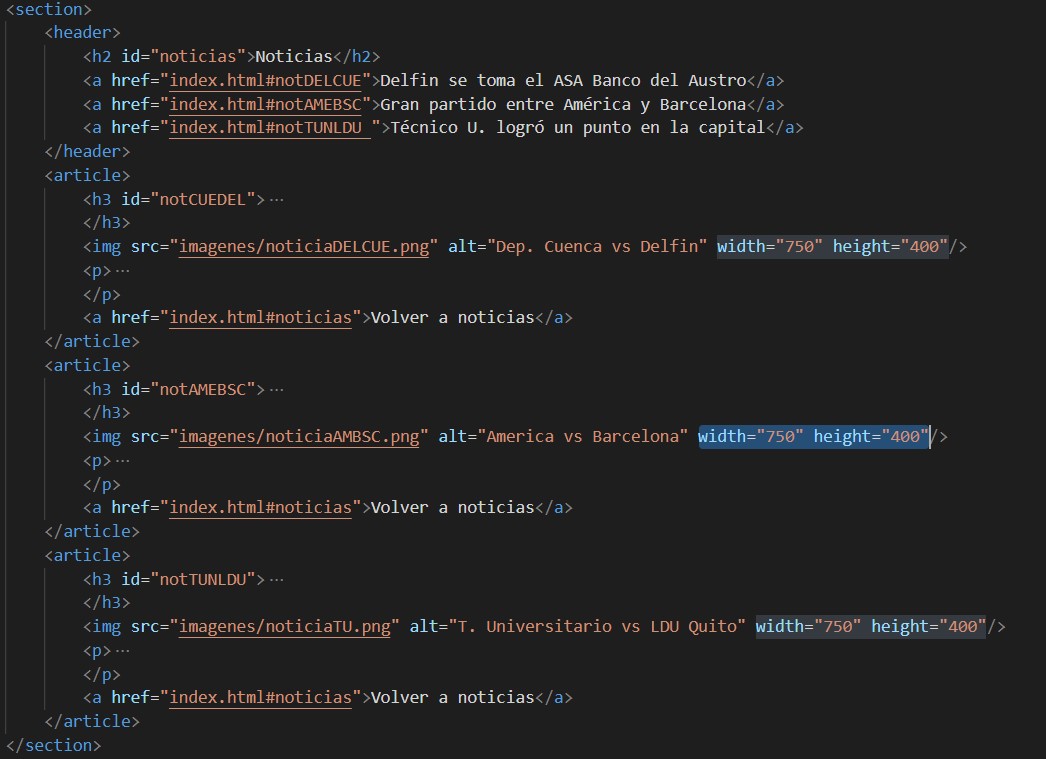 <section>
<header>
<h2 id="noticias">Noticias</h2>
<a href="index.html#notDELCUE">Delfin se toma el ASA Banco del Austro</a>
<a href="index.html#notAMEBSC">Gran partido entre América y Barcelona</a>
<a href="index.html#notTUNLDU ">Técnico U. logró un punto en la capital</a>
</header>
<article>
<h3 id="notCUEDEL">···
</h3>
<img src="imagenes/noticiaDELCUE.png" alt="Dep. Cuenca vs Delfin" width="750" height="400"/>
<p>···
</p>
<a href="index.html#noticias">Volver a noticias</a>
</article>
<article>
<h3 id="notAMEBSC">···
</h3>
<img src="imagenes/noticiaAMBSC.png" alt="America vs Barcelona" width="750" height="400"/>
<p>···
</p>
<a href="index.html#noticias">Volver a noticias</a>
</article>
<article>
<h3 id="notTUNLDU">···
</h3>
<img src="imagenes/noticiaTU.png" alt="T. Universitario vs LDU Quito" width="750" height="400"/>
<p>···
</p>
<a href="index.html#noticias">Volver a noticias</a>
</article>
</section>